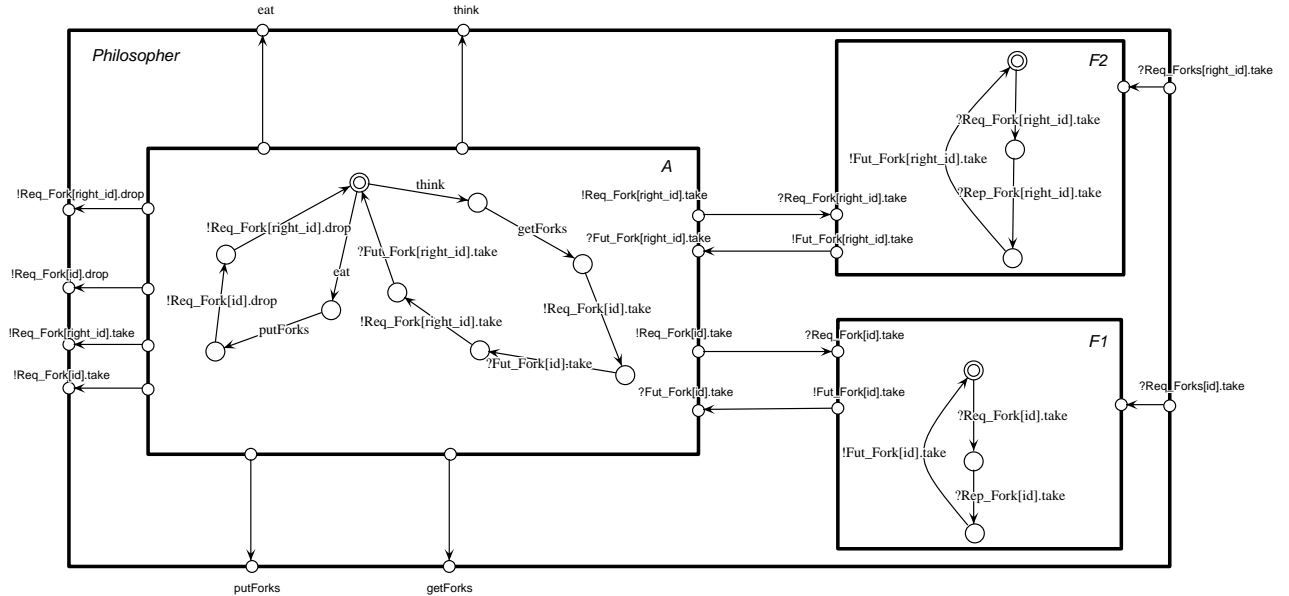 eat
think
Philosopher
F2
?Req_Forks[right_id].take
?Req_Fork[right_id].take
!Fut_Fork[right_id].take
?Rep_Fork[right_id].take
A
think
!Req_Fork[right_id].drop
!Req_Fork[right_id].take
?Req_Fork[right_id].take
!Req_Fork[right_id].drop
getForks
?Fut_Fork[right_id].take
?Fut_Fork[right_id].take
!Fut_Fork[right_id].take
!Req_Fork[id].drop
eat
!Req_Fork[id].drop
!Req_Fork[id].take
!Req_Fork[right_id].take
putForks
!Req_Fork[right_id].take
!Req_Fork[id].take
?Req_Fork[id].take
F1
?Fut_Fork[id].take
!Req_Fork[id].take
?Fut_Fork[id].take
!Fut_Fork[id].take
?Req_Forks[id].take
?Req_Fork[id].take
!Fut_Fork[id].take
?Rep_Fork[id].take
putForks
getForks